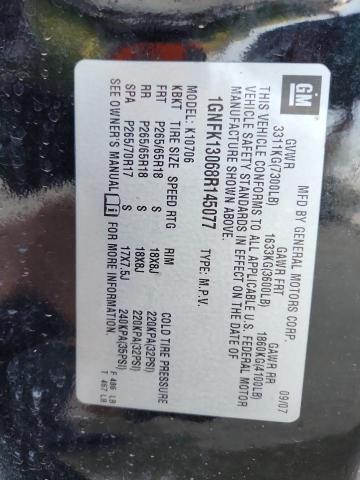 GM
MFD BY GENERAL MOTORS CORP. 09/07
GVWR GAWR FRT GAWR RR
3311KG(7300LB) 1633KG(3600LB) 1860KG(4100LB)
THIS VEHICLE CONFORMS TO ALL APPLICABLE U.S. FEDERAL MOTOR
VEHICLE SAFETY STANDARDS IN EFFECT ON THE DATE OF
MANUFACTURE SHOWN ABOVE.
1GNFK13068R145077 TYPE: M.P.V.
MODEL: K10706
KBKT TIRE SIZE SPEED RTG RIM COLD TIRE PRESSURE
FRT P265/65R18 S 18X8J 220KPA(32PSI)
RR P265/65R18 S 18X8J 220KPA(32PSI)
SPA P265/70R17 S 17X7.5J 240KPA(35PSI)
SEE OWNER'S MANUAL FOR MORE INFORMATION.
F 486 LB
T 467 LB